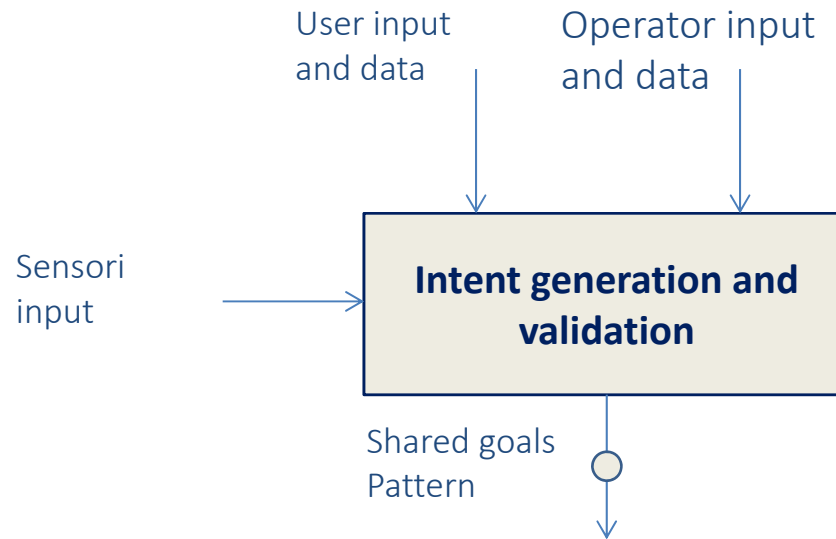 User input
and data
Operator input
and data
Sensori
input
Intent generation and
validation
Shared goals
Pattern